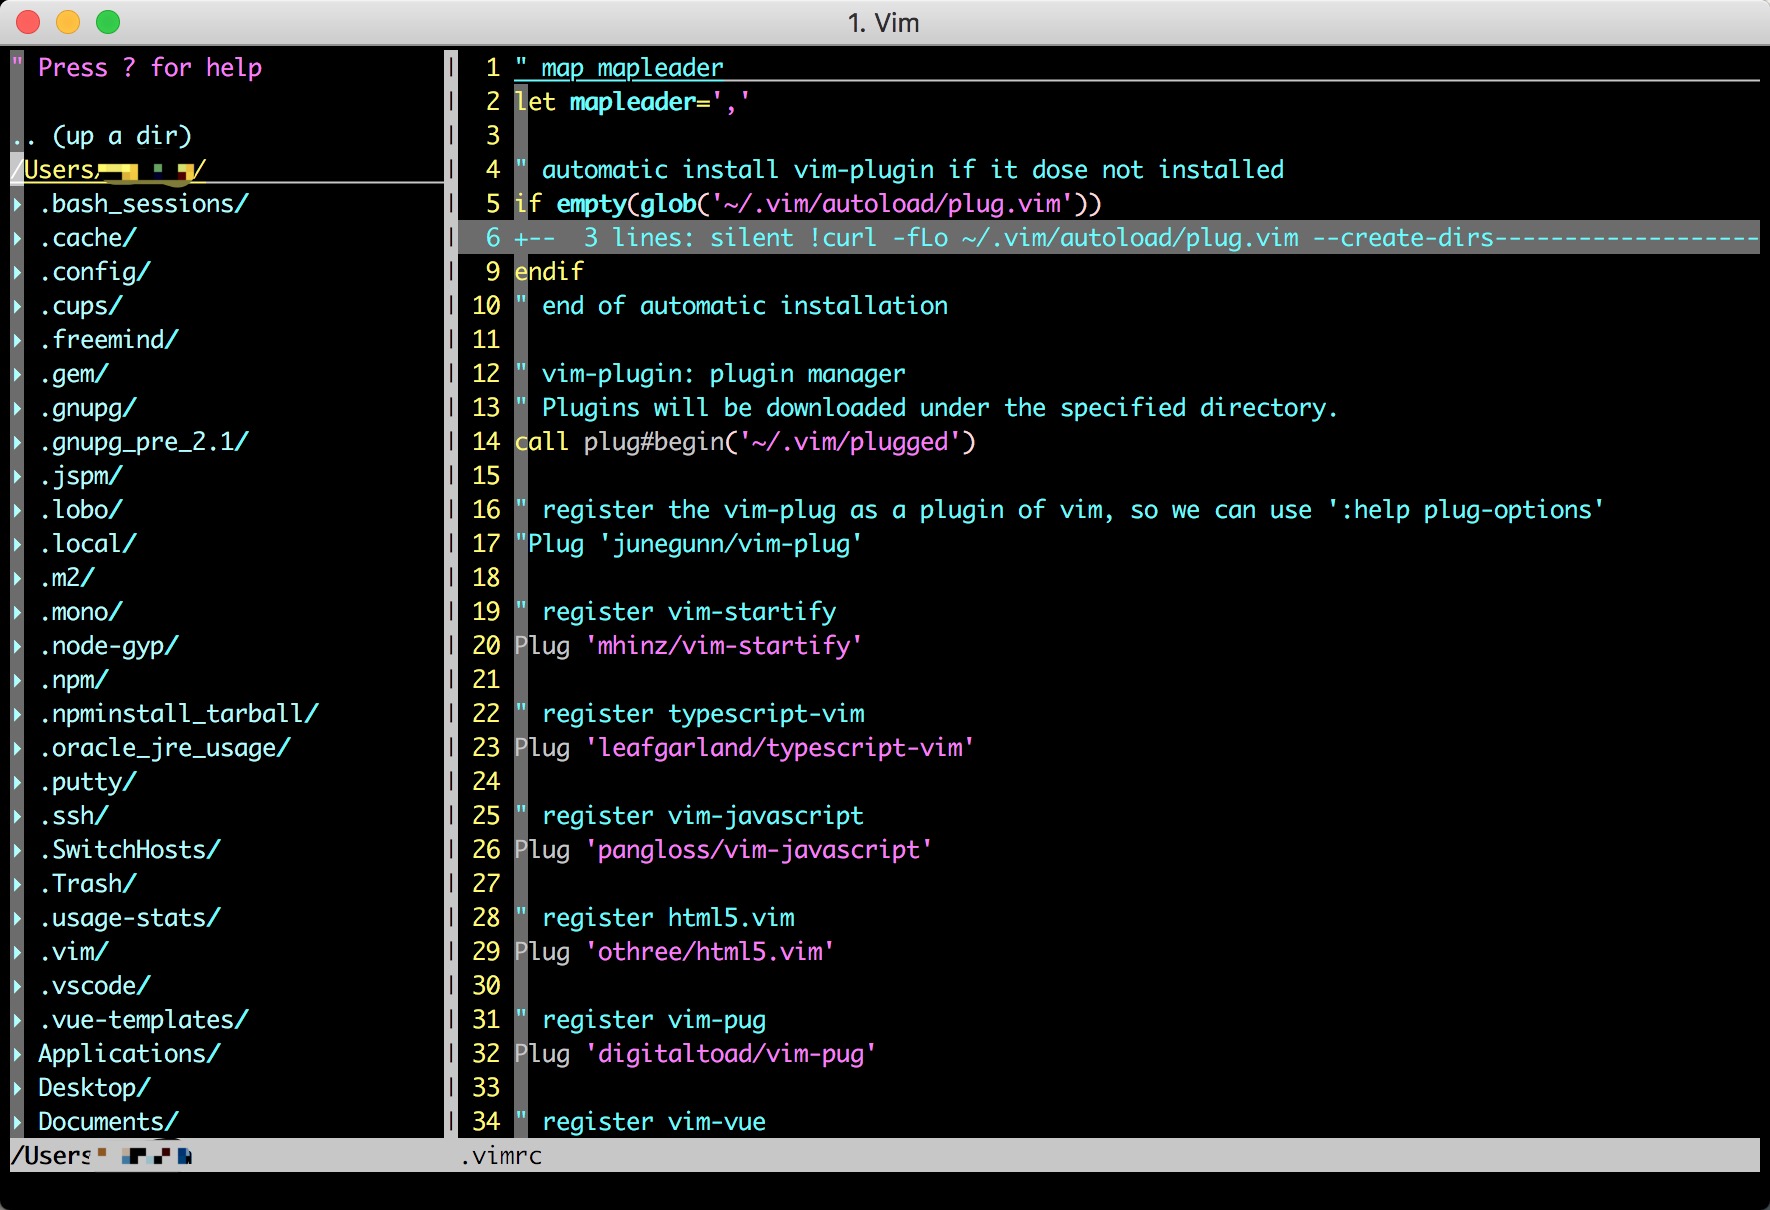 1. Vim
" Press ? for help
.. (up a dir)
/Users/
▸ .bash_sessions/
▸ .cache/
▸ .config/
▸ .cups/
▸ .freemind/
▸ .gem/
▸ .gnupg/
▸ .gnupg_pre_2.1/
▸ .jspm/
▸ .lobo/
▸ .local/
▸ .m2/
▸ .mono/
▸ .node-gyp/
▸ .npm/
▸ .npminstall_tarball/
▸ .oracle_jre_usage/
▸ .putty/
▸ .ssh/
▸ .SwitchHosts/
▸ .Trash/
▸ .usage-stats/
▸ .vim/
▸ .vscode/
▸ .vue-templates/
▸ Applications/
▸ Desktop/
▸ Documents/
/Users
1 " map mapleader
2 let mapleader=','
3
4 " automatic install vim-plugin if it dose not installed
5 if empty(glob('~/.vim/autoload/plug.vim'))
6 +--  3 lines: silent !curl -fLo ~/.vim/autoload/plug.vim --create-dirs-------------------
9 endif
10 " end of automatic installation
11
12 " vim-plugin: plugin manager
13 " Plugins will be downloaded under the specified directory.
14 call plug#begin('~/.vim/plugged')
15
16 " register the vim-plug as a plugin of vim, so we can use ':help plug-options'
17 "Plug 'junegunn/vim-plug'
18
19 " register vim-startify
20 Plug 'mhinz/vim-startify'
21
22 " register typescript-vim
23 Plug 'leafgarland/typescript-vim'
24
25 " register vim-javascript
26 Plug 'pangloss/vim-javascript'
27
28 " register html5.vim
29 Plug 'othree/html5.vim'
30
31 " register vim-pug
32 Plug 'digitaltoad/vim-pug'
33
34 " register vim-vue
.vimrc